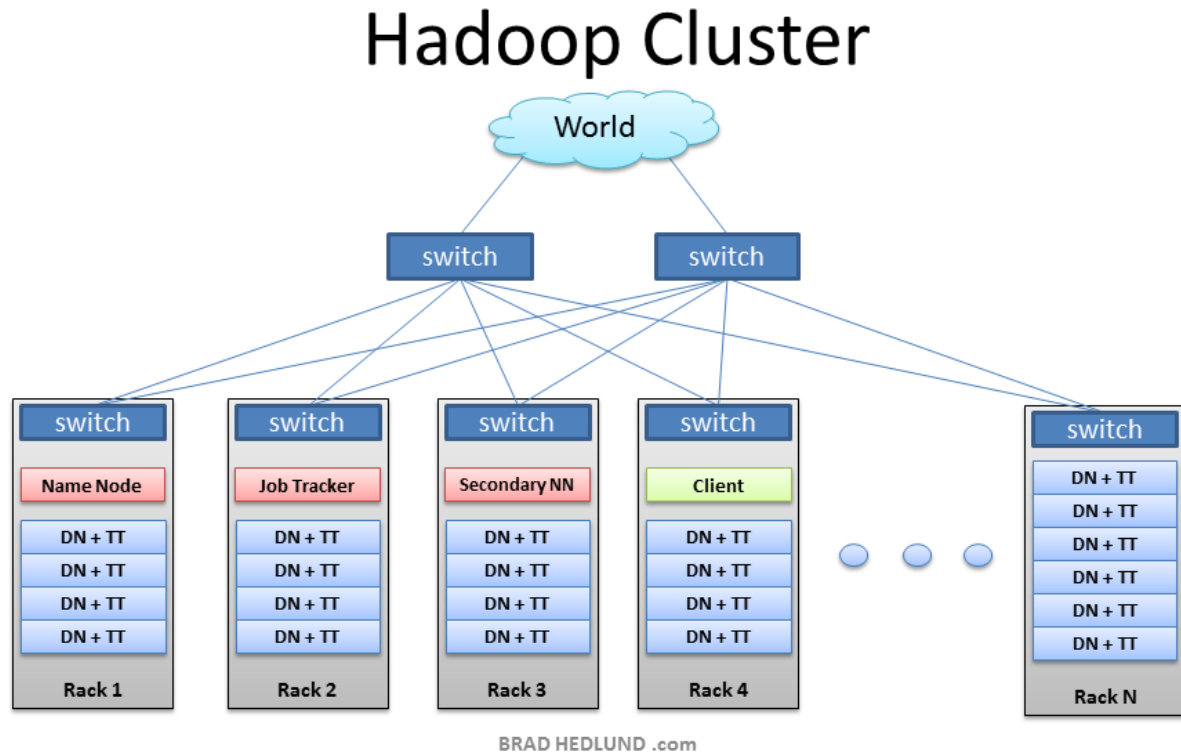 Hadoop Cluster
World
switch
switch
switch
Name Node
DN + TT
DN + TT
DN + TT
DN + TT
Rack 1
switch
Job Tracker
DN + TT
DN + TT
DN + TT
DN + TT
Rack 2
switch
Secondary NN
DN + TT
DN + TT
DN + TT
DN + TT
Rack 3
switch
Client
DN + TT
DN + TT
DN + TT
DN + TT
Rack 4
switch
DN + TT
DN + TT
DN + TT
DN + TT
DN + TT
DN + TT
Rack N
BRAD HEDLUND .com